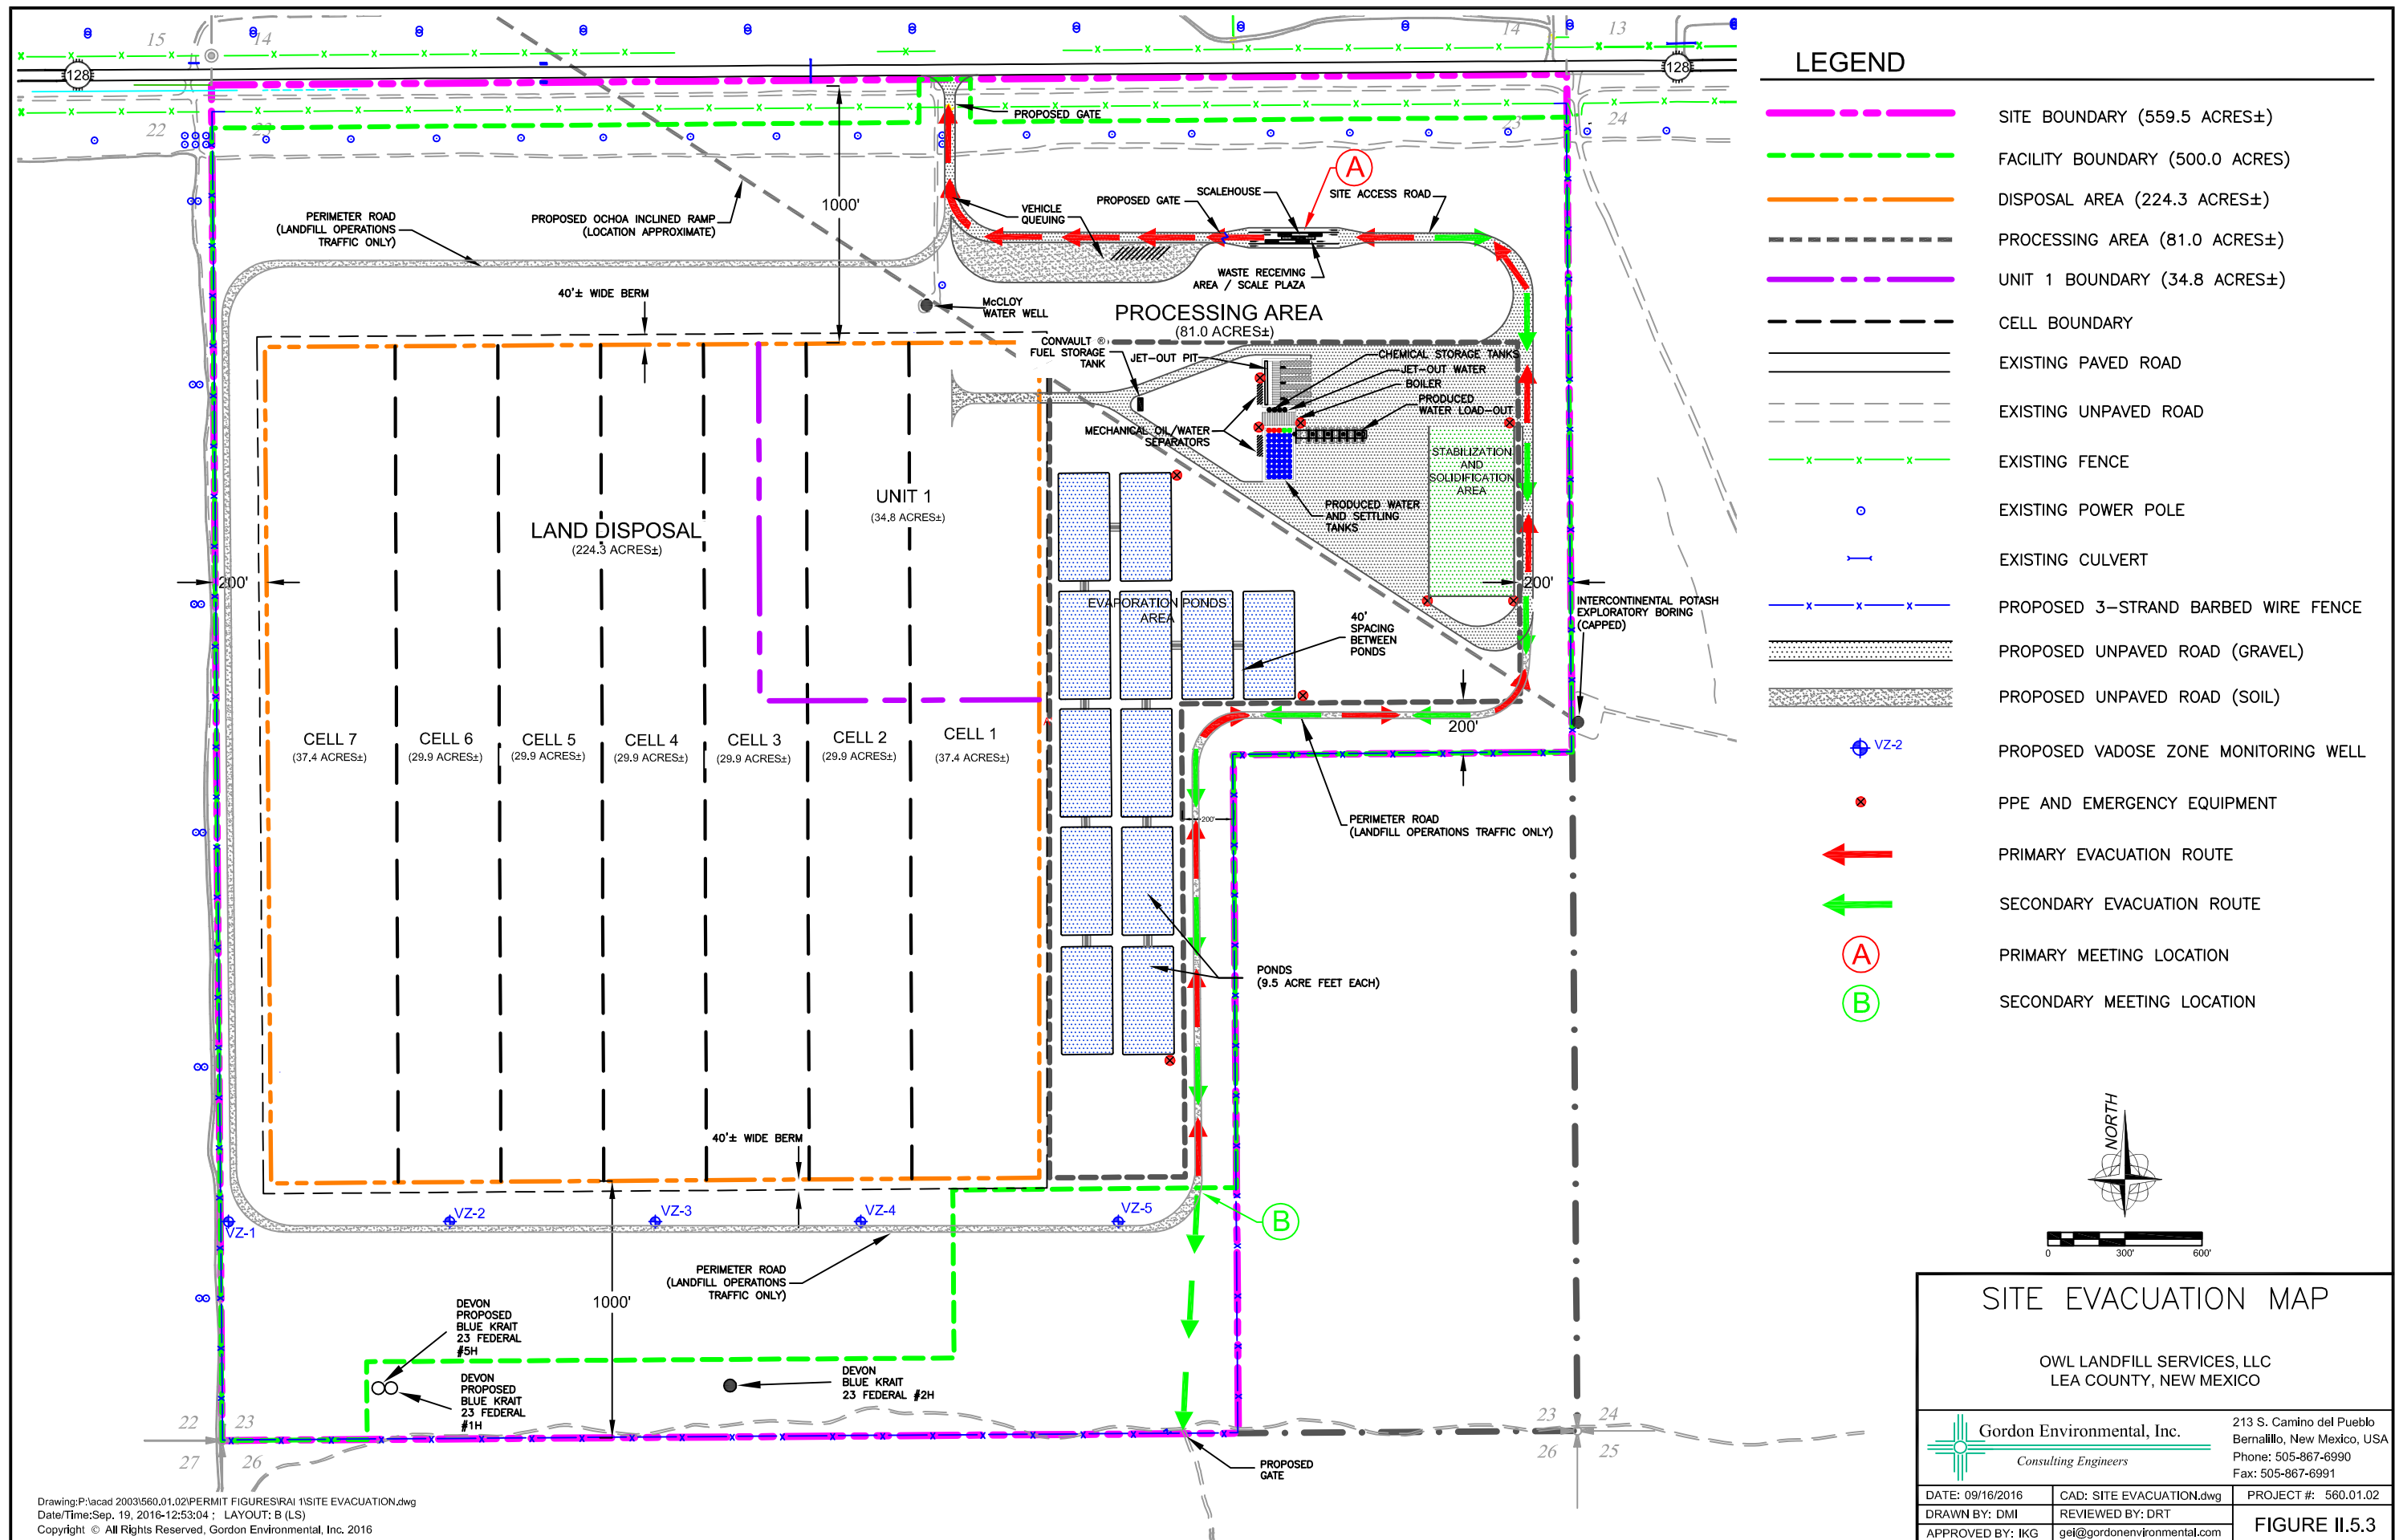 15
14
14
13
128
128
22
23
23
24
PROPOSED GATE
A
1000'
SCALEHOUSE
PROPOSED GATE
SITE ACCESS ROAD
VEHICLE
QUEUING
PERIMETER ROAD
(LANDFILL OPERATIONS
TRAFFIC ONLY)
PROPOSED OCHOA INCLINED RAMP
(LOCATION APPROXIMATE)
WASTE RECEIVING
AREA / SCALE PLAZA
40'± WIDE BERM
McCLOY
WATER WELL
PROCESSING AREA
(81.0 ACRES±)
CONVAULT ®
FUEL STORAGE
TANK
JET-OUT PIT
CHEMICAL STORAGE TANKS
JET-OUT WATER
BOILER
PRODUCED
WATER LOAD-OUT
MECHANICAL OIL/WATER
SEPARATORS
STABILIZATION
AND
SOLIDIFICATION
AREA
PRODUCED WATER
AND SETTLING
TANKS
UNIT 1
(34.8 ACRES±)
LAND DISPOSAL
(224.3 ACRES±)
200'
200'
EVAPORATION PONDS
AREA
40'
SPACING
BETWEEN
PONDS
INTERCONTINENTAL POTASH
EXPLORATORY BORING
(CAPPED)
200'
CELL 7
(37.4 ACRES±)
CELL 6
(29.9 ACRES±)
CELL 5
(29.9 ACRES±)
CELL 4
(29.9 ACRES±)
CELL 3
(29.9 ACRES±)
CELL 2
(29.9 ACRES±)
CELL 1
(37.4 ACRES±)
200'
PERIMETER ROAD
(LANDFILL OPERATIONS TRAFFIC ONLY)
PONDS
(9.5 ACRE FEET EACH)
40'± WIDE BERM
VZ-1
VZ-2
VZ-3
VZ-4
VZ-5
B
PERIMETER ROAD
(LANDFILL OPERATIONS
TRAFFIC ONLY)
1000'
DEVON
PROPOSED
BLUE KRAIT
23 FEDERAL
#5H
DEVON
PROPOSED
BLUE KRAIT
23 FEDERAL
#1H
DEVON
BLUE KRAIT
23 FEDERAL #2H
22
23
27
26
23
24
26
25
PROPOSED
GATE
LEGEND
SITE BOUNDARY (559.5 ACRES±)
FACILITY BOUNDARY (500.0 ACRES)
DISPOSAL AREA (224.3 ACRES±)
PROCESSING AREA (81.0 ACRES±)
UNIT 1 BOUNDARY (34.8 ACRES±)
CELL BOUNDARY
EXISTING PAVED ROAD
EXISTING UNPAVED ROAD
EXISTING FENCE
EXISTING POWER POLE
EXISTING CULVERT
PROPOSED 3-STRAND BARBED WIRE FENCE
PROPOSED UNPAVED ROAD (GRAVEL)
PROPOSED UNPAVED ROAD (SOIL)
VZ-2 PROPOSED VADOSE ZONE MONITORING WELL
PPE AND EMERGENCY EQUIPMENT
PRIMARY EVACUATION ROUTE
SECONDARY EVACUATION ROUTE
A PRIMARY MEETING LOCATION
B SECONDARY MEETING LOCATION
NORTH
0 300' 600'
SITE EVACUATION MAP
OWL LANDFILL SERVICES, LLC
LEA COUNTY, NEW MEXICO
Gordon Environmental, Inc.
Consulting Engineers
213 S. Camino del Pueblo
Bernalillo, New Mexico, USA
Phone: 505-867-6990
Fax: 505-867-6991
DATE: 09/16/2016 CAD: SITE EVACUATION.dwg PROJECT #: 560.01.02
DRAWN BY: DMI REVIEWED BY: DRT
APPROVED BY: IKG gei@gordonenvironmental.com
FIGURE II.5.3
Drawing:P:\acad 2003\560.01.02\PERMIT FIGURES\RAI 1\SITE EVACUATION.dwg
Date/Time:Sep. 19, 2016-12:53:04 ; LAYOUT: B (LS)
Copyright © All Rights Reserved, Gordon Environmental, Inc. 2016